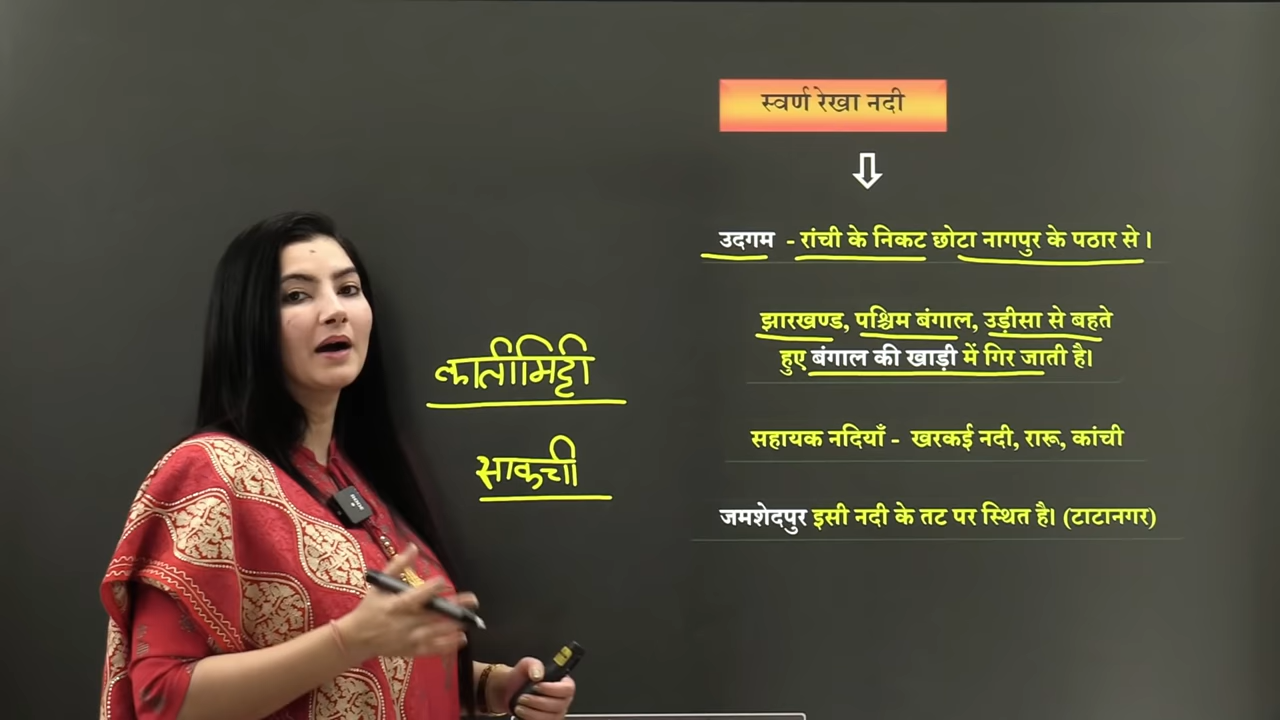 स्वर्ण रेखा नदी
उदगम - रांची के निकट छोटा नागपुर के पठार से ।
झारखण्ड, पश्चिम बंगाल, उड़ीसा से बहते
हुए बंगाल की खाड़ी में गिर जाती है।
कालीमिट्टी
साकची
सहायक नदियाँ - खरकई नदी, रारू, कांची
जमशेदपुर इसी नदी के तट पर स्थित है। (टाटानगर)